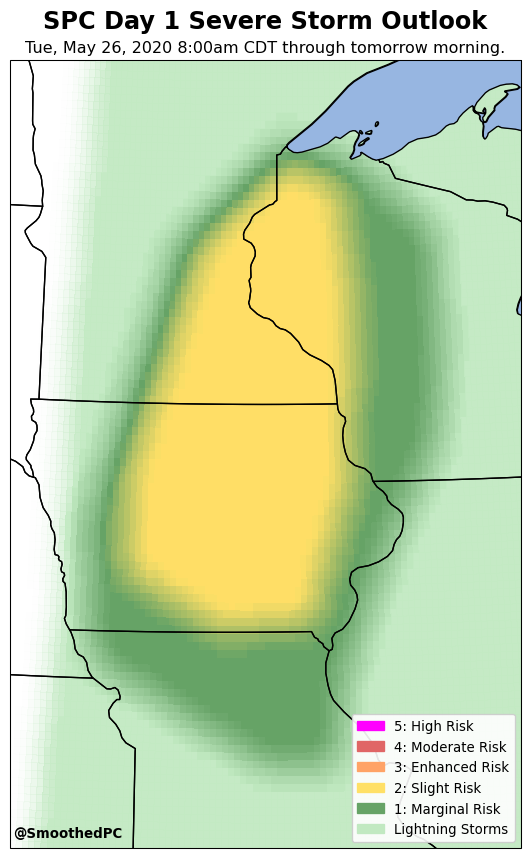 SPC Day 1 Severe Storm Outlook
Tue, May 26, 2020 8:00am CDT through tomorrow morning.
5: High Risk
4: Moderate Risk
3: Enhanced Risk
2: Slight Risk
1: Marginal Risk
Lightning Storms
@SmoothedPC